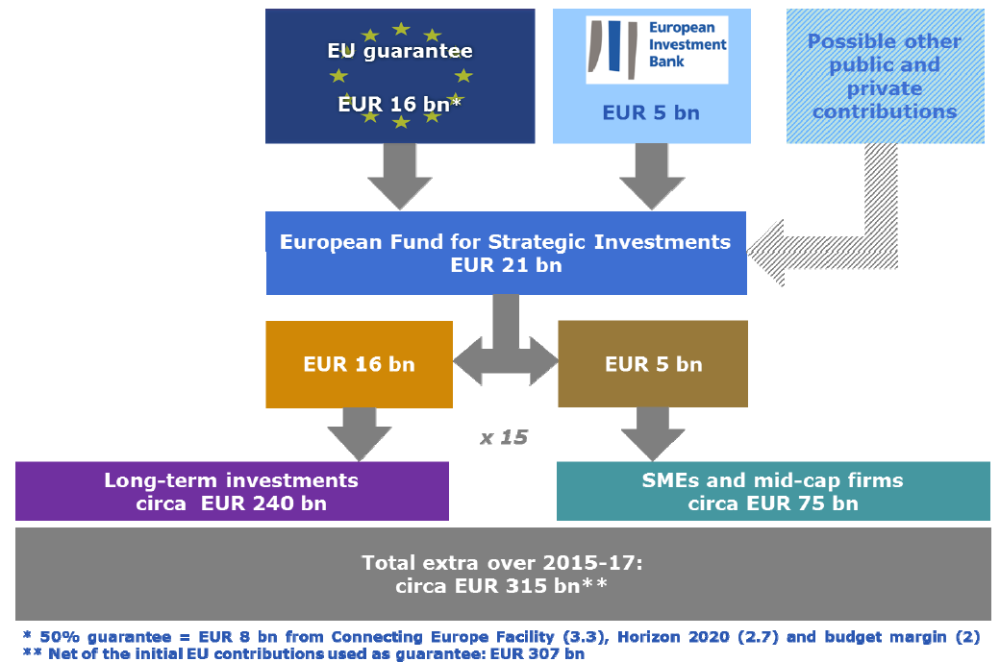 EU guarantee
EUR 16 bn*
European
Investment
Bank
EUR 5 bn
Possible other
public and
private
contributions
European Fund for Strategic Investments
EUR 21 bn
EUR 16 bn
EUR 5 bn
x 15
Long-term investments
circa EUR 240 bn
SMEs and mid-cap firms
circa EUR 75 bn
Total extra over 2015-17:
circa EUR 315 bn**
* 50% guarantee = EUR 8 bn from Connecting Europe Facility (3.3), Horizon 2020 (2.7) and budget margin (2)
** Net of the initial EU contributions used as guarantee: EUR 307 bn